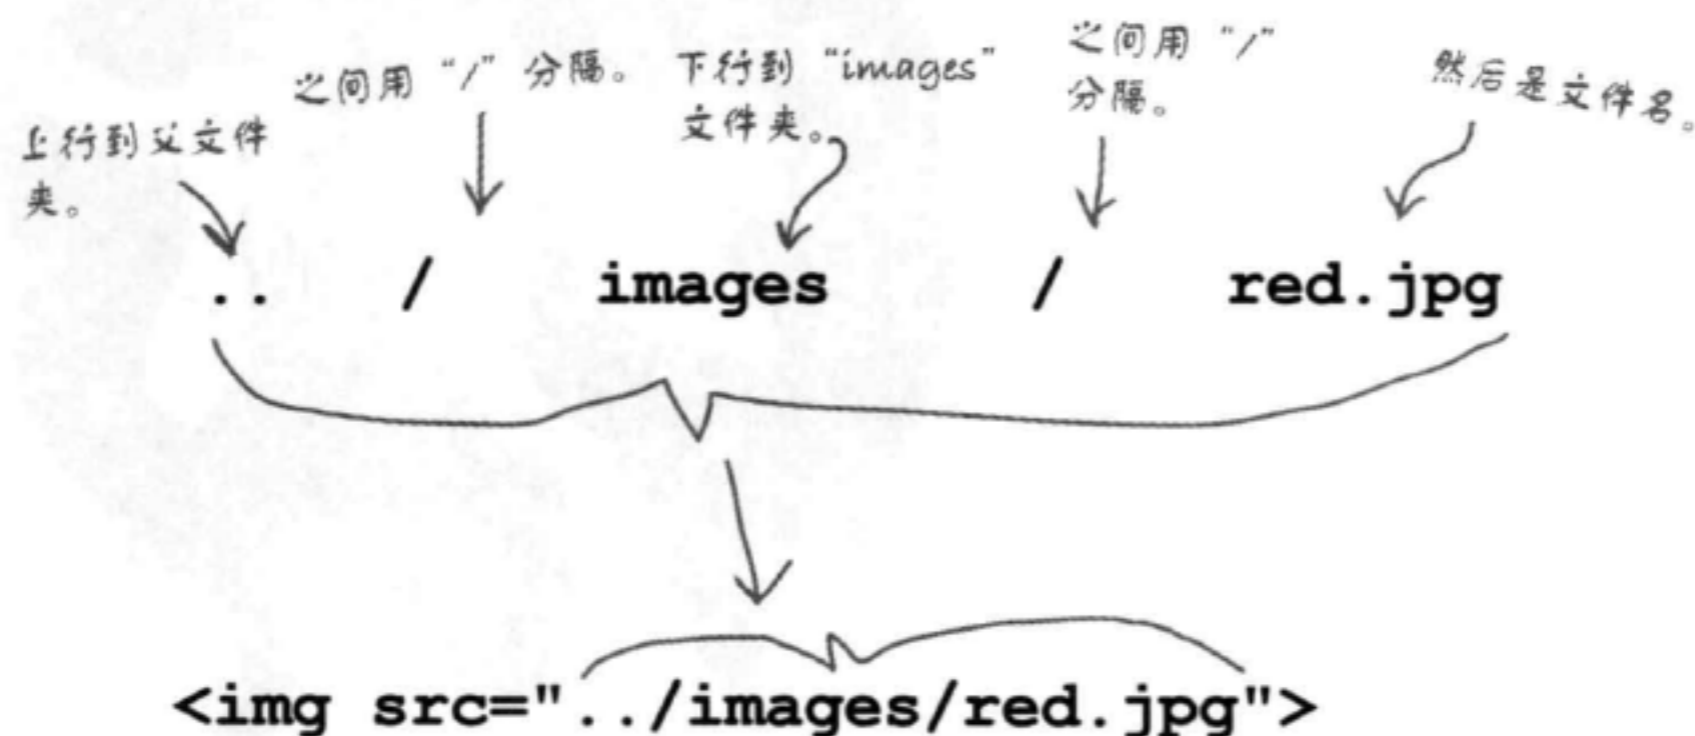 上行到父文件
夹。
之间用“/”分隔。
下行到“images”
文件夹。
之间用“/”
分隔。
然后是文件名。
.. / images / red.jpg
<img src="../images/red.jpg">